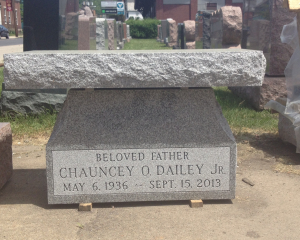 BELOVED FATHER
CHAUNCEY O. DAILEY JR.
MAY 6, 1936 ~ SEPT. 15, 2013